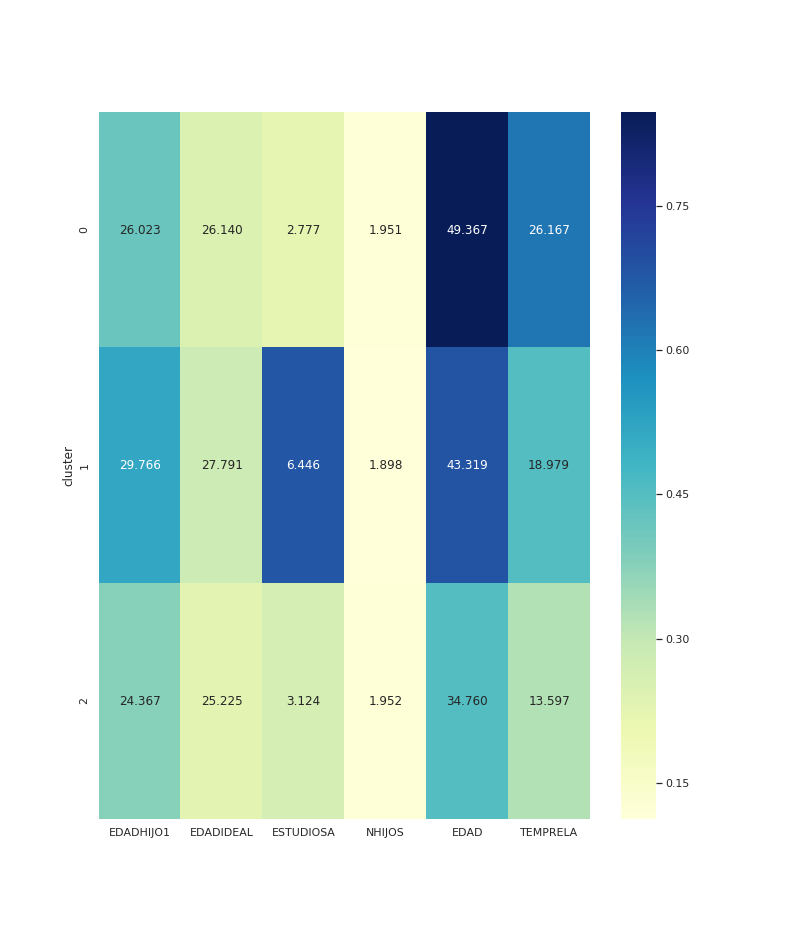 0 26.023 26.140 2.777 1.951 49.367 26.167
cluster
1 29.766 27.791 6.446 1.898 43.319 18.979
2 24.367 25.225 3.124 1.952 34.760 13.597
EDADHIJO1 EDADIDEAL ESTUDIOSA NHIJOS EDAD TEMPRELA
0.75
0.60
0.45
0.30
0.15